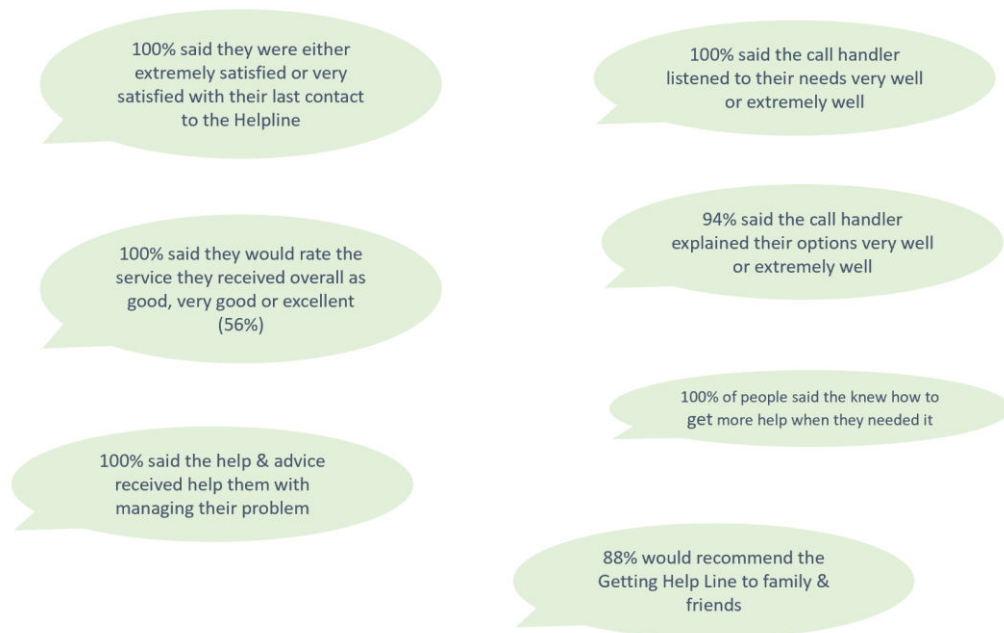 100% said they were either
extremely satisfied or very
satisfied with their last contact
to the Helpline
100% said they would rate the
service they received overall as
good, very good or excellent
(56%)
100% said the help & advice
received help them with
managing their problem
100% said the call handler
listened to their needs very well
or extremely well
94% said the call handler
explained their options very well
or extremely well
100% of people said the knew how to
get more help when they needed it
88% would recommend the
Getting Help Line to family &
friends